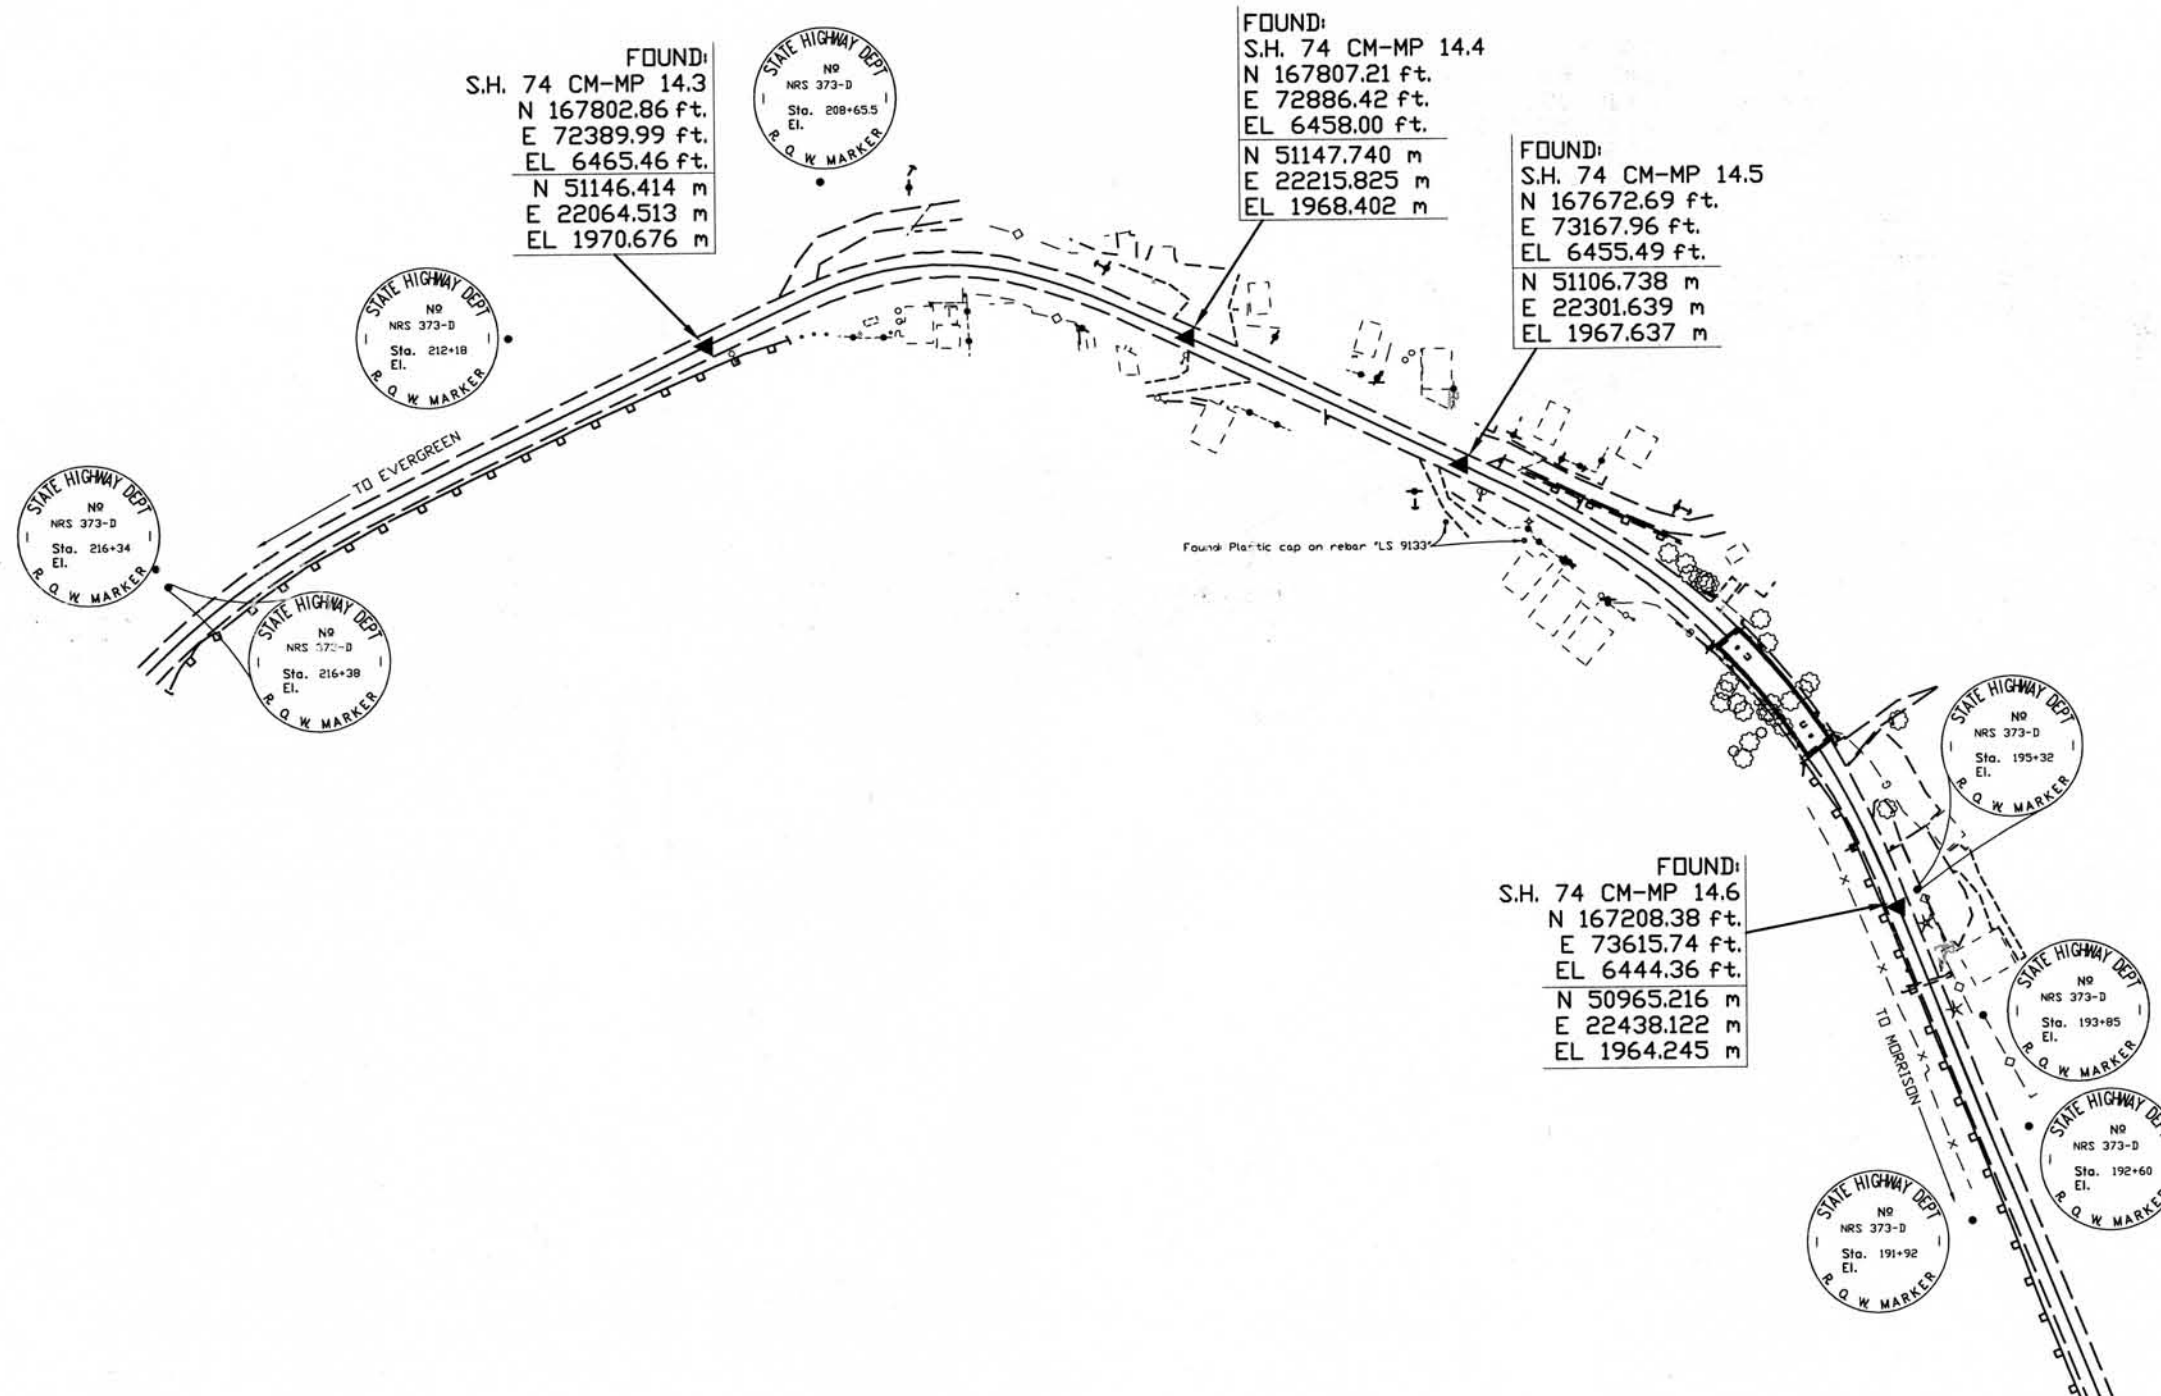 FOUND:
S.H. 74 CM-MP 14.3
N 167802.86 ft.
E 72389.99 ft.
EL 6465.46 ft.
N 51146.414 m
E 22064.513 m
EL 1970.676 m
STATE HIGHWAY DEPT
Nº
NRS 373-D
Sta. 208+65.5
El.
R. O. W. MARKER
FOUND:
S.H. 74 CM-MP 14.4
N 167807.21 ft.
E 72886.42 ft.
EL 6458.00 ft.
N 51147.740 m
E 22215.825 m
EL 1968.402 m
FOUND:
S.H. 74 CM-MP 14.5
N 167672.69 ft.
E 73167.96 ft.
EL 6455.49 ft.
N 51106.738 m
E 22301.639 m
EL 1967.637 m
STATE HIGHWAY DEPT
Nº
NRS 373-D
Sta. 212+18
El.
R. O. W. MARKER
TO EVERGREEN
STATE HIGHWAY DEPT
Nº
NRS 373-D
Sta. 216+34
El.
R. O. W. MARKER
STATE HIGHWAY DEPT
Nº
NRS 373-D
Sta. 216+38
El.
R. O. W. MARKER
Found: Plastic cap on rebar "LS 9133"
STATE HIGHWAY DEPT
Nº
NRS 373-D
Sta. 195+32
El.
R. O. W. MARKER
G
FOUND:
S.H. 74 CM-MP 14.6
N 167208.38 ft.
E 73615.74 ft.
EL 6444.36 ft.
N 50965.216 m
E 22438.122 m
EL 1964.245 m
STATE HIGHWAY DEPT
Nº
NRS 373-D
Sta. 193+85
El.
R. O. W. MARKER
TO MORRISON
STATE HIGHWAY DE
Nº
NRS 373-D
Sta. 192+60
El.
R. O. W. MARKE
STATE HIGHWAY DEPT
Nº
NRS 373-D
Sta. 191+92
El.
R. O. W. MARKER